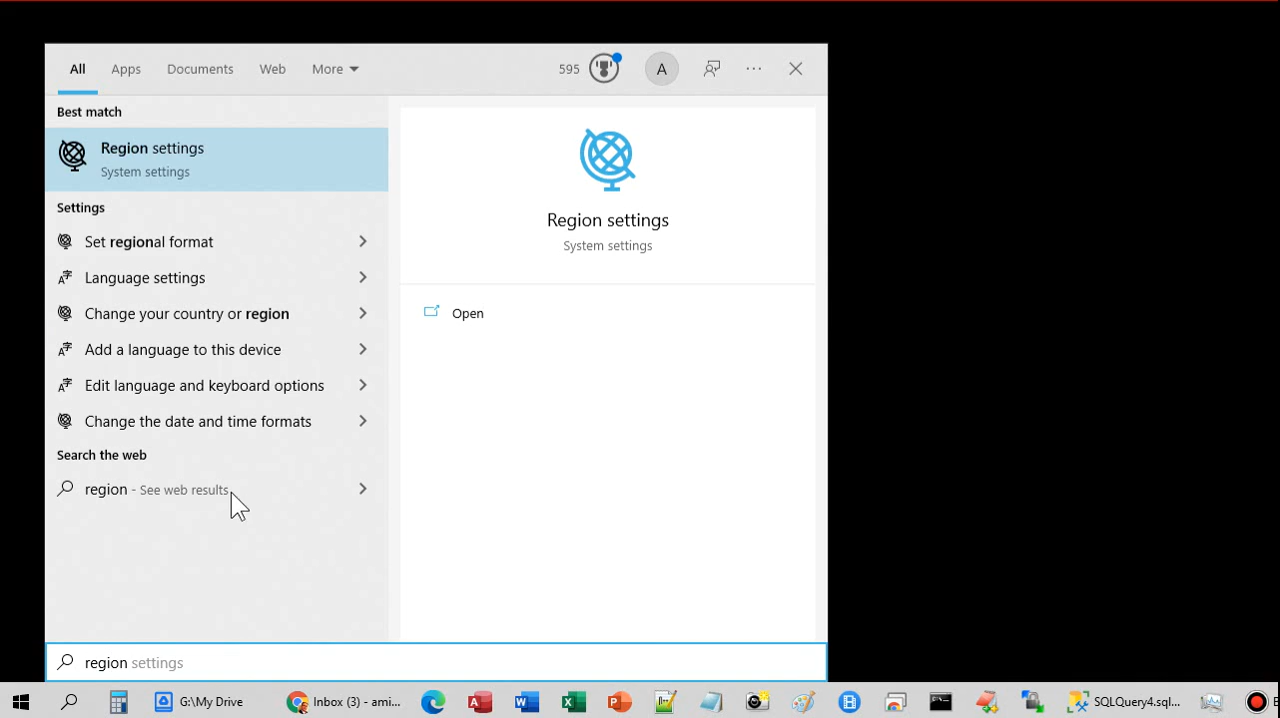 All Apps Documents Web More 595 A
Best match
Region settings
System settings
Settings
Set regional format
Language settings
Change your country or region
Add a language to this device
Edit language and keyboard options
Change the date and time formats
Search the web
region - See web results
Region settings
System settings
Open
region settings
G:\My Drive Inbox (3) - ami... SQLQuery4.sql...